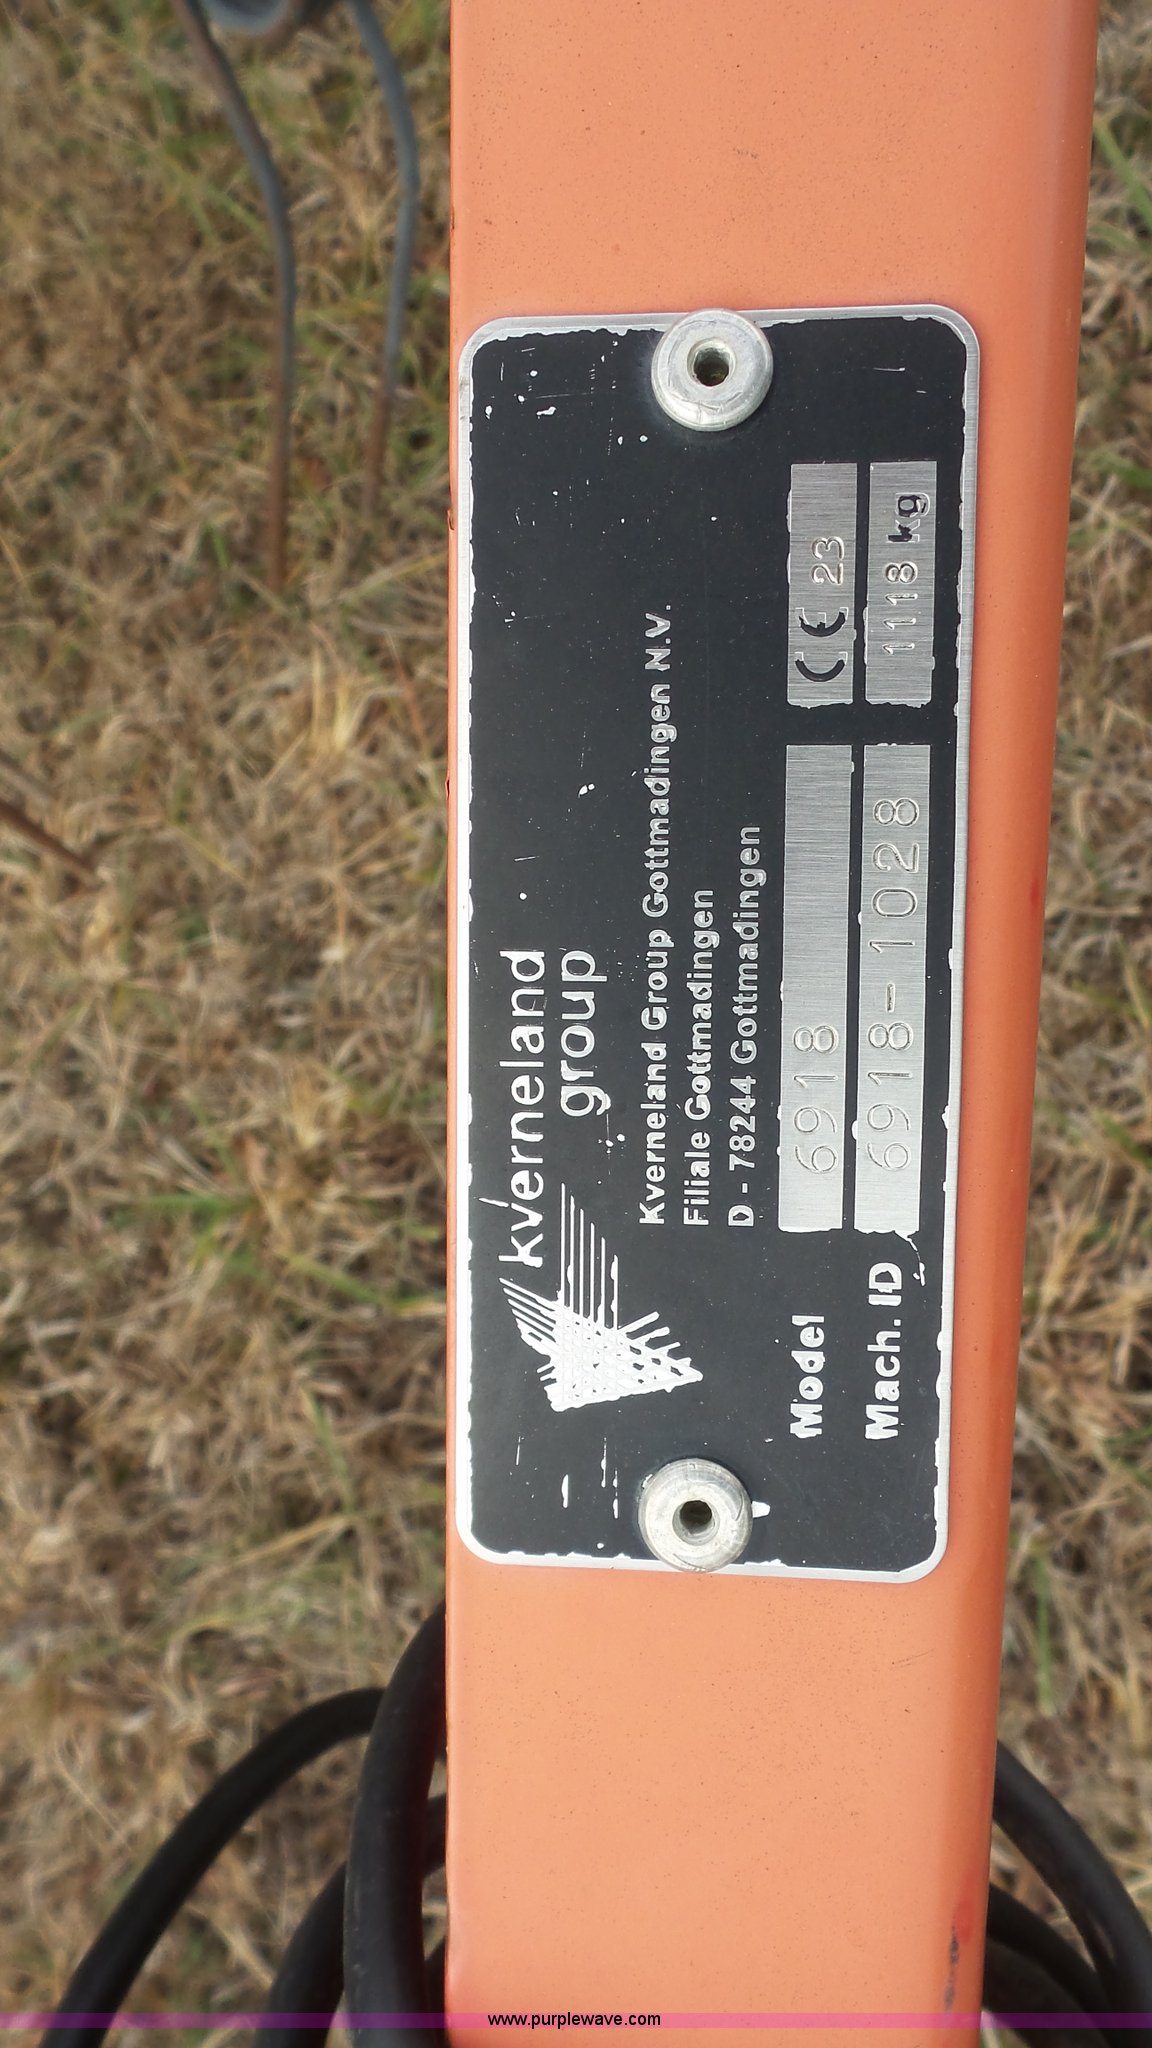 kverneland
group
Kverneland Group Gottmadingen N.V.
Filiale Gottmadingen
D - 78244 Gottmadingen
Model 6918 CE 23
Mach. ID 6918-1028 1118 kg
www.purplewave.com